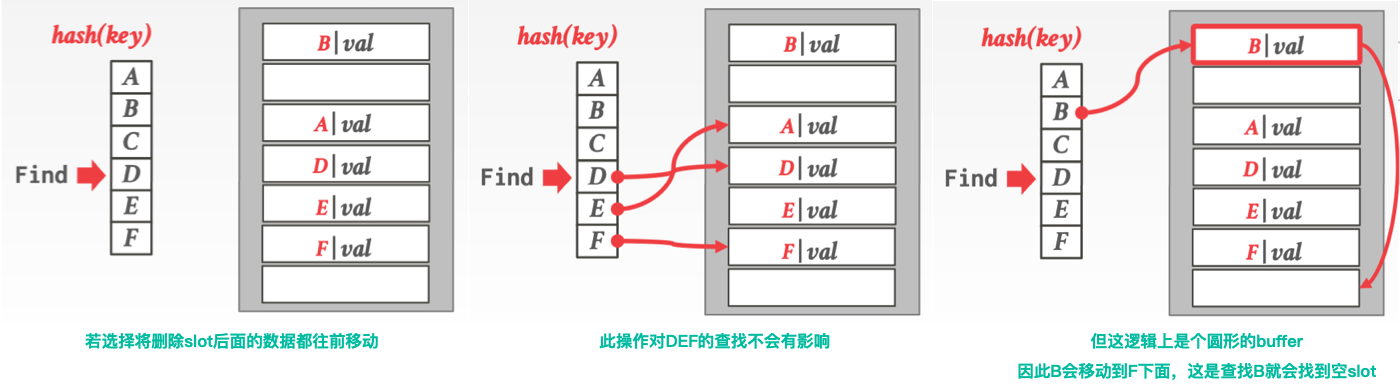 hash(key)
A
B
C
Find
D
E
F
B|val
A|val
D|val
E|val
F|val
若选择将删除slot后面的数据都往前移动
hash(key)
A
B
C
Find
D
E
F
B|val
A|val
D|val
E|val
F|val
此操作对DEF的查找不会有影响
hash(key)
A
B
C
Find
D
E
F
B|val
A|val
D|val
E|val
F|val
但这逻辑上是个圆形的buffer
因此B会移动到F下面，这是查找B就会找到空slot